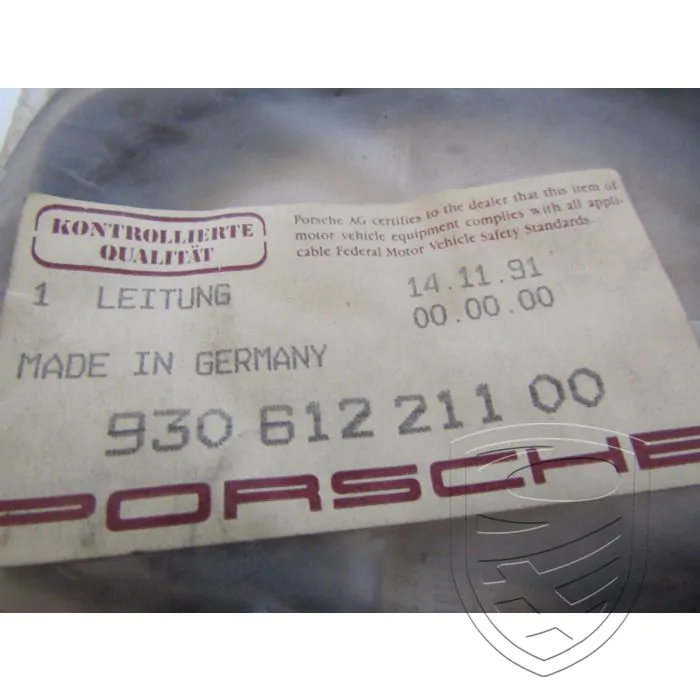 KONTROLLIERTE
QUALITÄT
Porsche AG certifies to the dealer that this item of
motor vehicle equipment complies with all appli-
cable Federal Motor Vehicle Safety Standards.
1 LEITUNG
14.11.91
00.00.00
MADE IN GERMANY
930 612 211 00
PORSCHE